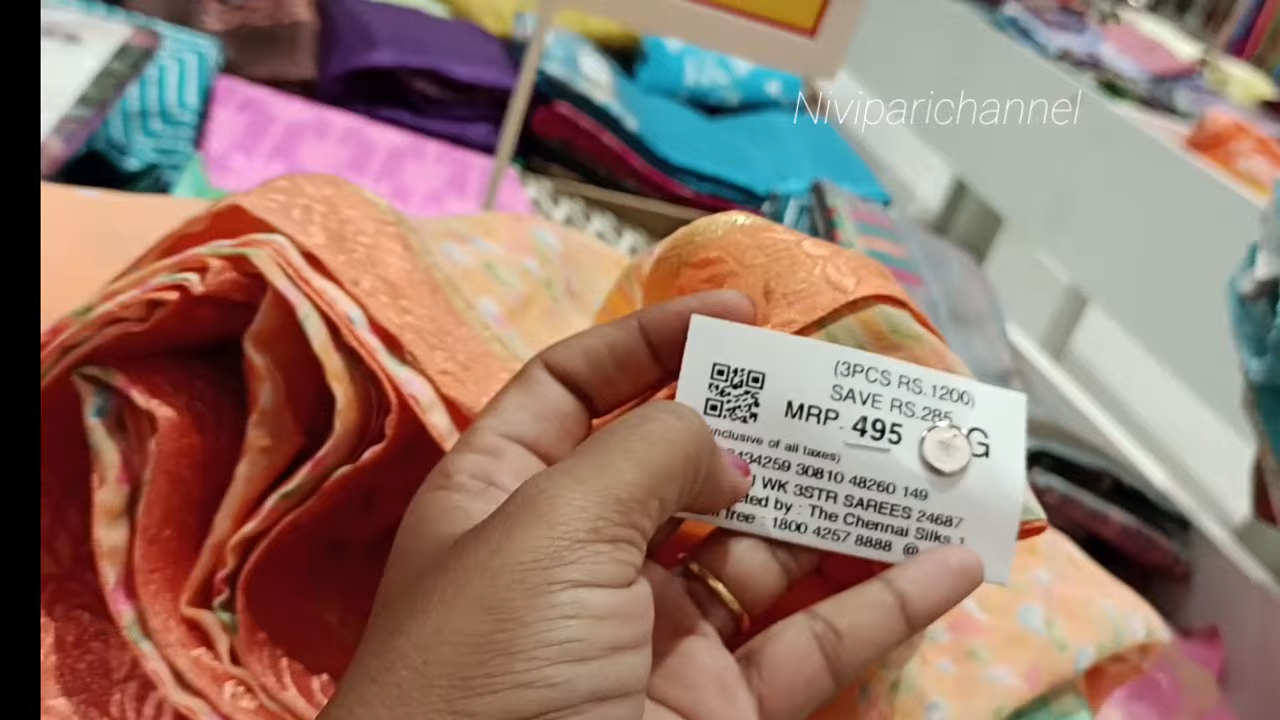 Niviparichannel
(3PCS RS.1200)
SAVE RS.285
MRP. 495 G
inclusive of all taxes)
434259 30810 48260 149
WK 3STR SAREES 24687
by : The Chennai Silks
free : 1800 4257 8888 @